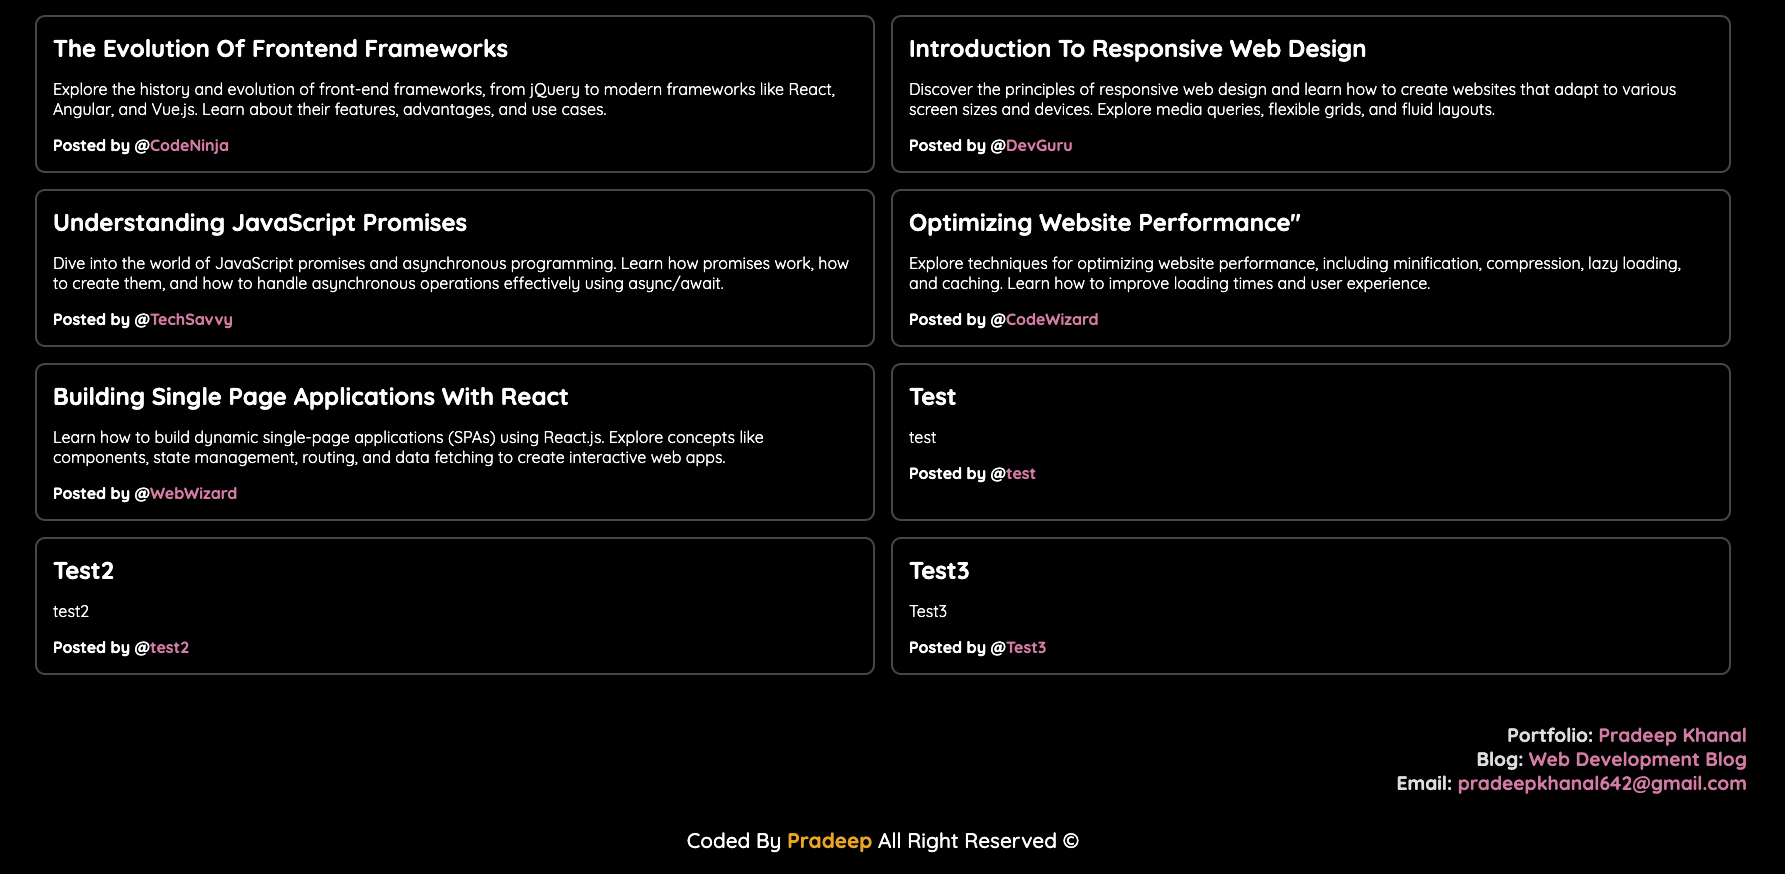 The Evolution Of Frontend Frameworks
Explore the history and evolution of front-end frameworks, from jQuery to modern frameworks like React,
Angular, and Vue.js. Learn about their features, advantages, and use cases.
Posted by @CodeNinja
Introduction To Responsive Web Design
Discover the principles of responsive web design and learn how to create websites that adapt to various
screen sizes and devices. Explore media queries, flexible grids, and fluid layouts.
Posted by @DevGuru
Understanding JavaScript Promises
Dive into the world of JavaScript promises and asynchronous programming. Learn how promises work, how
to create them, and how to handle asynchronous operations effectively using async/await.
Posted by @TechSavvy
Optimizing Website Performance"
Explore techniques for optimizing website performance, including minification, compression, lazy loading,
and caching. Learn how to improve loading times and user experience.
Posted by @CodeWizard
Building Single Page Applications With React
Learn how to build dynamic single-page applications (SPAs) using React.js. Explore concepts like
components, state management, routing, and data fetching to create interactive web apps.
Posted by @WebWizard
Test
test
Posted by @test
Test2
test2
Posted by @test2
Test3
Test3
Posted by @Test3
Portfolio: Pradeep Khanal
Blog: Web Development Blog
Email: pradeepkhanal642@gmail.com
Coded By Pradeep All Right Reserved ©